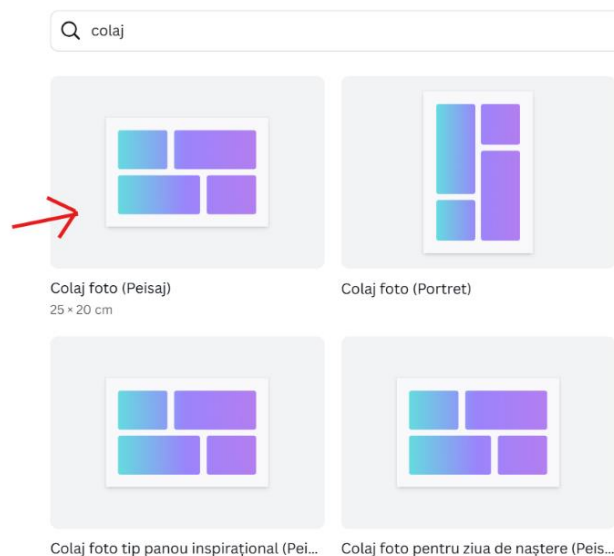 colaj
Colaj foto (Peisaj)
25 × 20 cm
Colaj foto (Portret)
Colaj foto tip panou inspirațional (Pei...
Colaj foto pentru ziua de naștere (Peis...